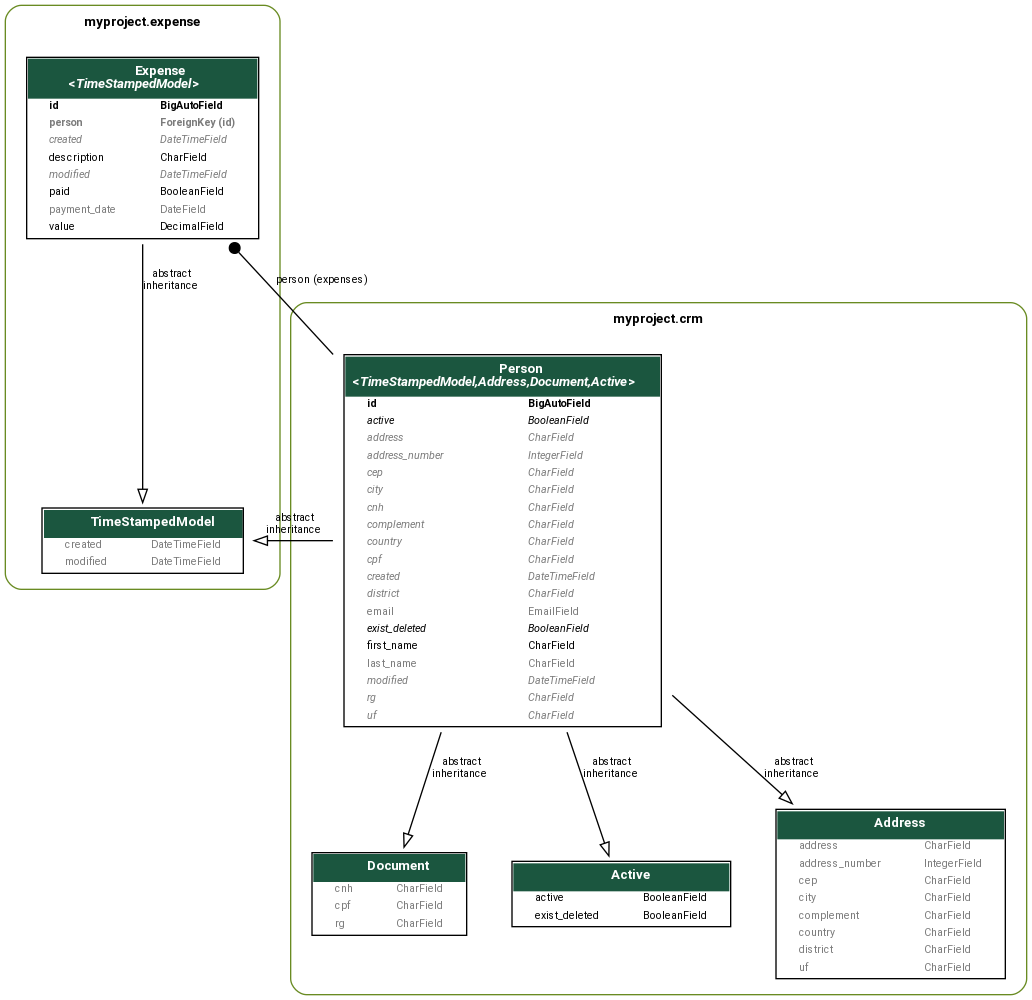 myproject.expense
Expense
<TimeStampedModel>
id BigAutoField
person ForeignKey (id)
created DateTimeField
description CharField
modified DateTimeField
paid BooleanField
payment_date DateField
value DecimalField
abstract
inheritance
person (expenses)
myproject.crm
Person
<TimeStampedModel,Address,Document,Active>
id BigAutoField
active BooleanField
address CharField
address_number IntegerField
cep CharField
city CharField
cnh CharField
complement CharField
country CharField
cpf CharField
created DateTimeField
district CharField
email EmailField
exist_deleted BooleanField
first_name CharField
last_name CharField
modified DateTimeField
rg CharField
uf CharField
abstract
inheritance
TimeStampedModel
created DateTimeField
modified DateTimeField
abstract
inheritance
abstract
inheritance
abstract
inheritance
Document
cnh CharField
cpf CharField
rg CharField
Active
active BooleanField
exist_deleted BooleanField
Address
address CharField
address_number IntegerField
cep CharField
city CharField
complement CharField
country CharField
district CharField
uf CharField